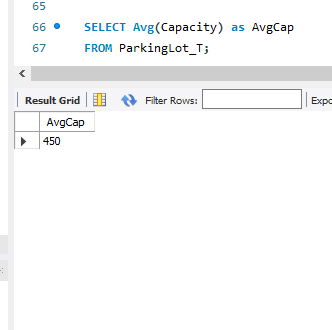 65
66 SELECT Avg(Capacity) as AvgCap
67 FROM ParkingLot_T;
Result Grid Filter Rows: Expo
AvgCap
450